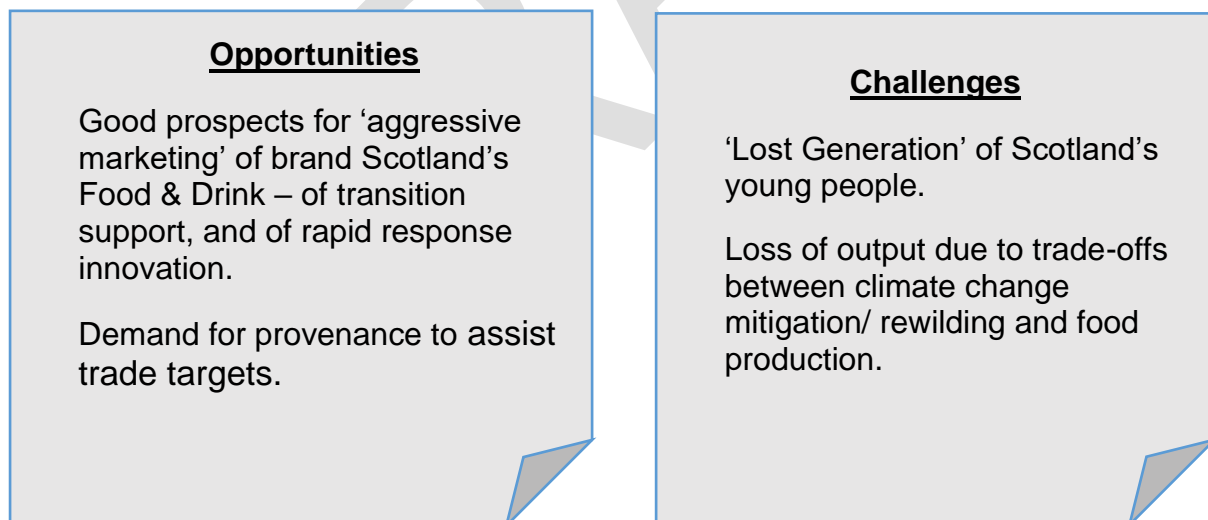 Opportunities
Good prospects for ‘aggressive
marketing’ of brand Scotland’s
Food & Drink – of transition
support, and of rapid response
innovation.
Demand for provenance to assist
trade targets.
Challenges
‘Lost Generation’ of Scotland’s
young people.
Loss of output due to trade-offs
between climate change
mitigation/ rewilding and food
production.